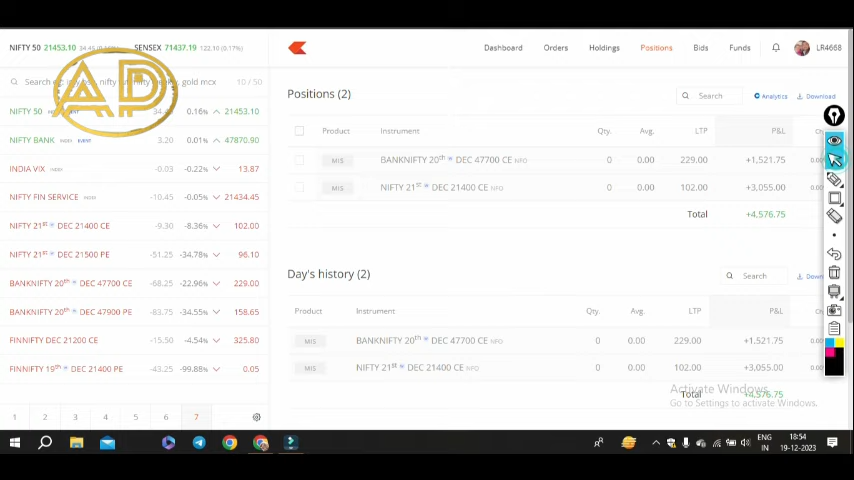 NIFTY 50 21453.10 34.45 (0.16%) SENSEX 71437.19 122.10 (0.17%)
Dashboard Orders Holdings Positions Bids Funds LR4668
10 / 50
NIFTY 50 0.16% 21453.10
NIFTY BANK INDEX EVENT 3.20 0.01% 47870.90
INDIA VIX INDEX -0.03 -0.22% 13.87
NIFTY FIN SERVICE INDEX -10.45 -0.05% 21434.45
NIFTY 21st DEC 21400 CE -9.30 -8.36% 102.00
NIFTY 21st DEC 21500 PE -51.25 -34.78% 96.10
BANKNIFTY 20th DEC 47700 CE -68.25 -22.96% 229.00
BANKNIFTY 20th DEC 47900 PE -83.75 -34.55% 158.65
FINNIFTY DEC 21200 CE -15.50 -4.54% 325.80
FINNIFTY 19th DEC 21400 PE -43.25 -99.88% 0.05
1 2 3 4 5 6 7
AP
Positions (2) Search Analytics Download
Product Instrument Qty. Avg. LTP P&L
MIS BANKNIFTY 20th DEC 47700 CE NFO 0 0.00 229.00 +1,521.75
MIS NIFTY 21st DEC 21400 CE NFO 0 0.00 102.00 +3,055.00
Total +4,576.75
Day's history (2) Search
Product Instrument Qty. Avg. LTP P&L
MIS BANKNIFTY 20th DEC 47700 CE NFO 0 0.00 229.00 +1,521.75
MIS NIFTY 21st DEC 21400 CE NFO 0 0.00 102.00 +3,055.00
Total +4,576.75
Activate Windows
Go to Settings to activate Windows.
ENG
IN
18:54
19-12-2023